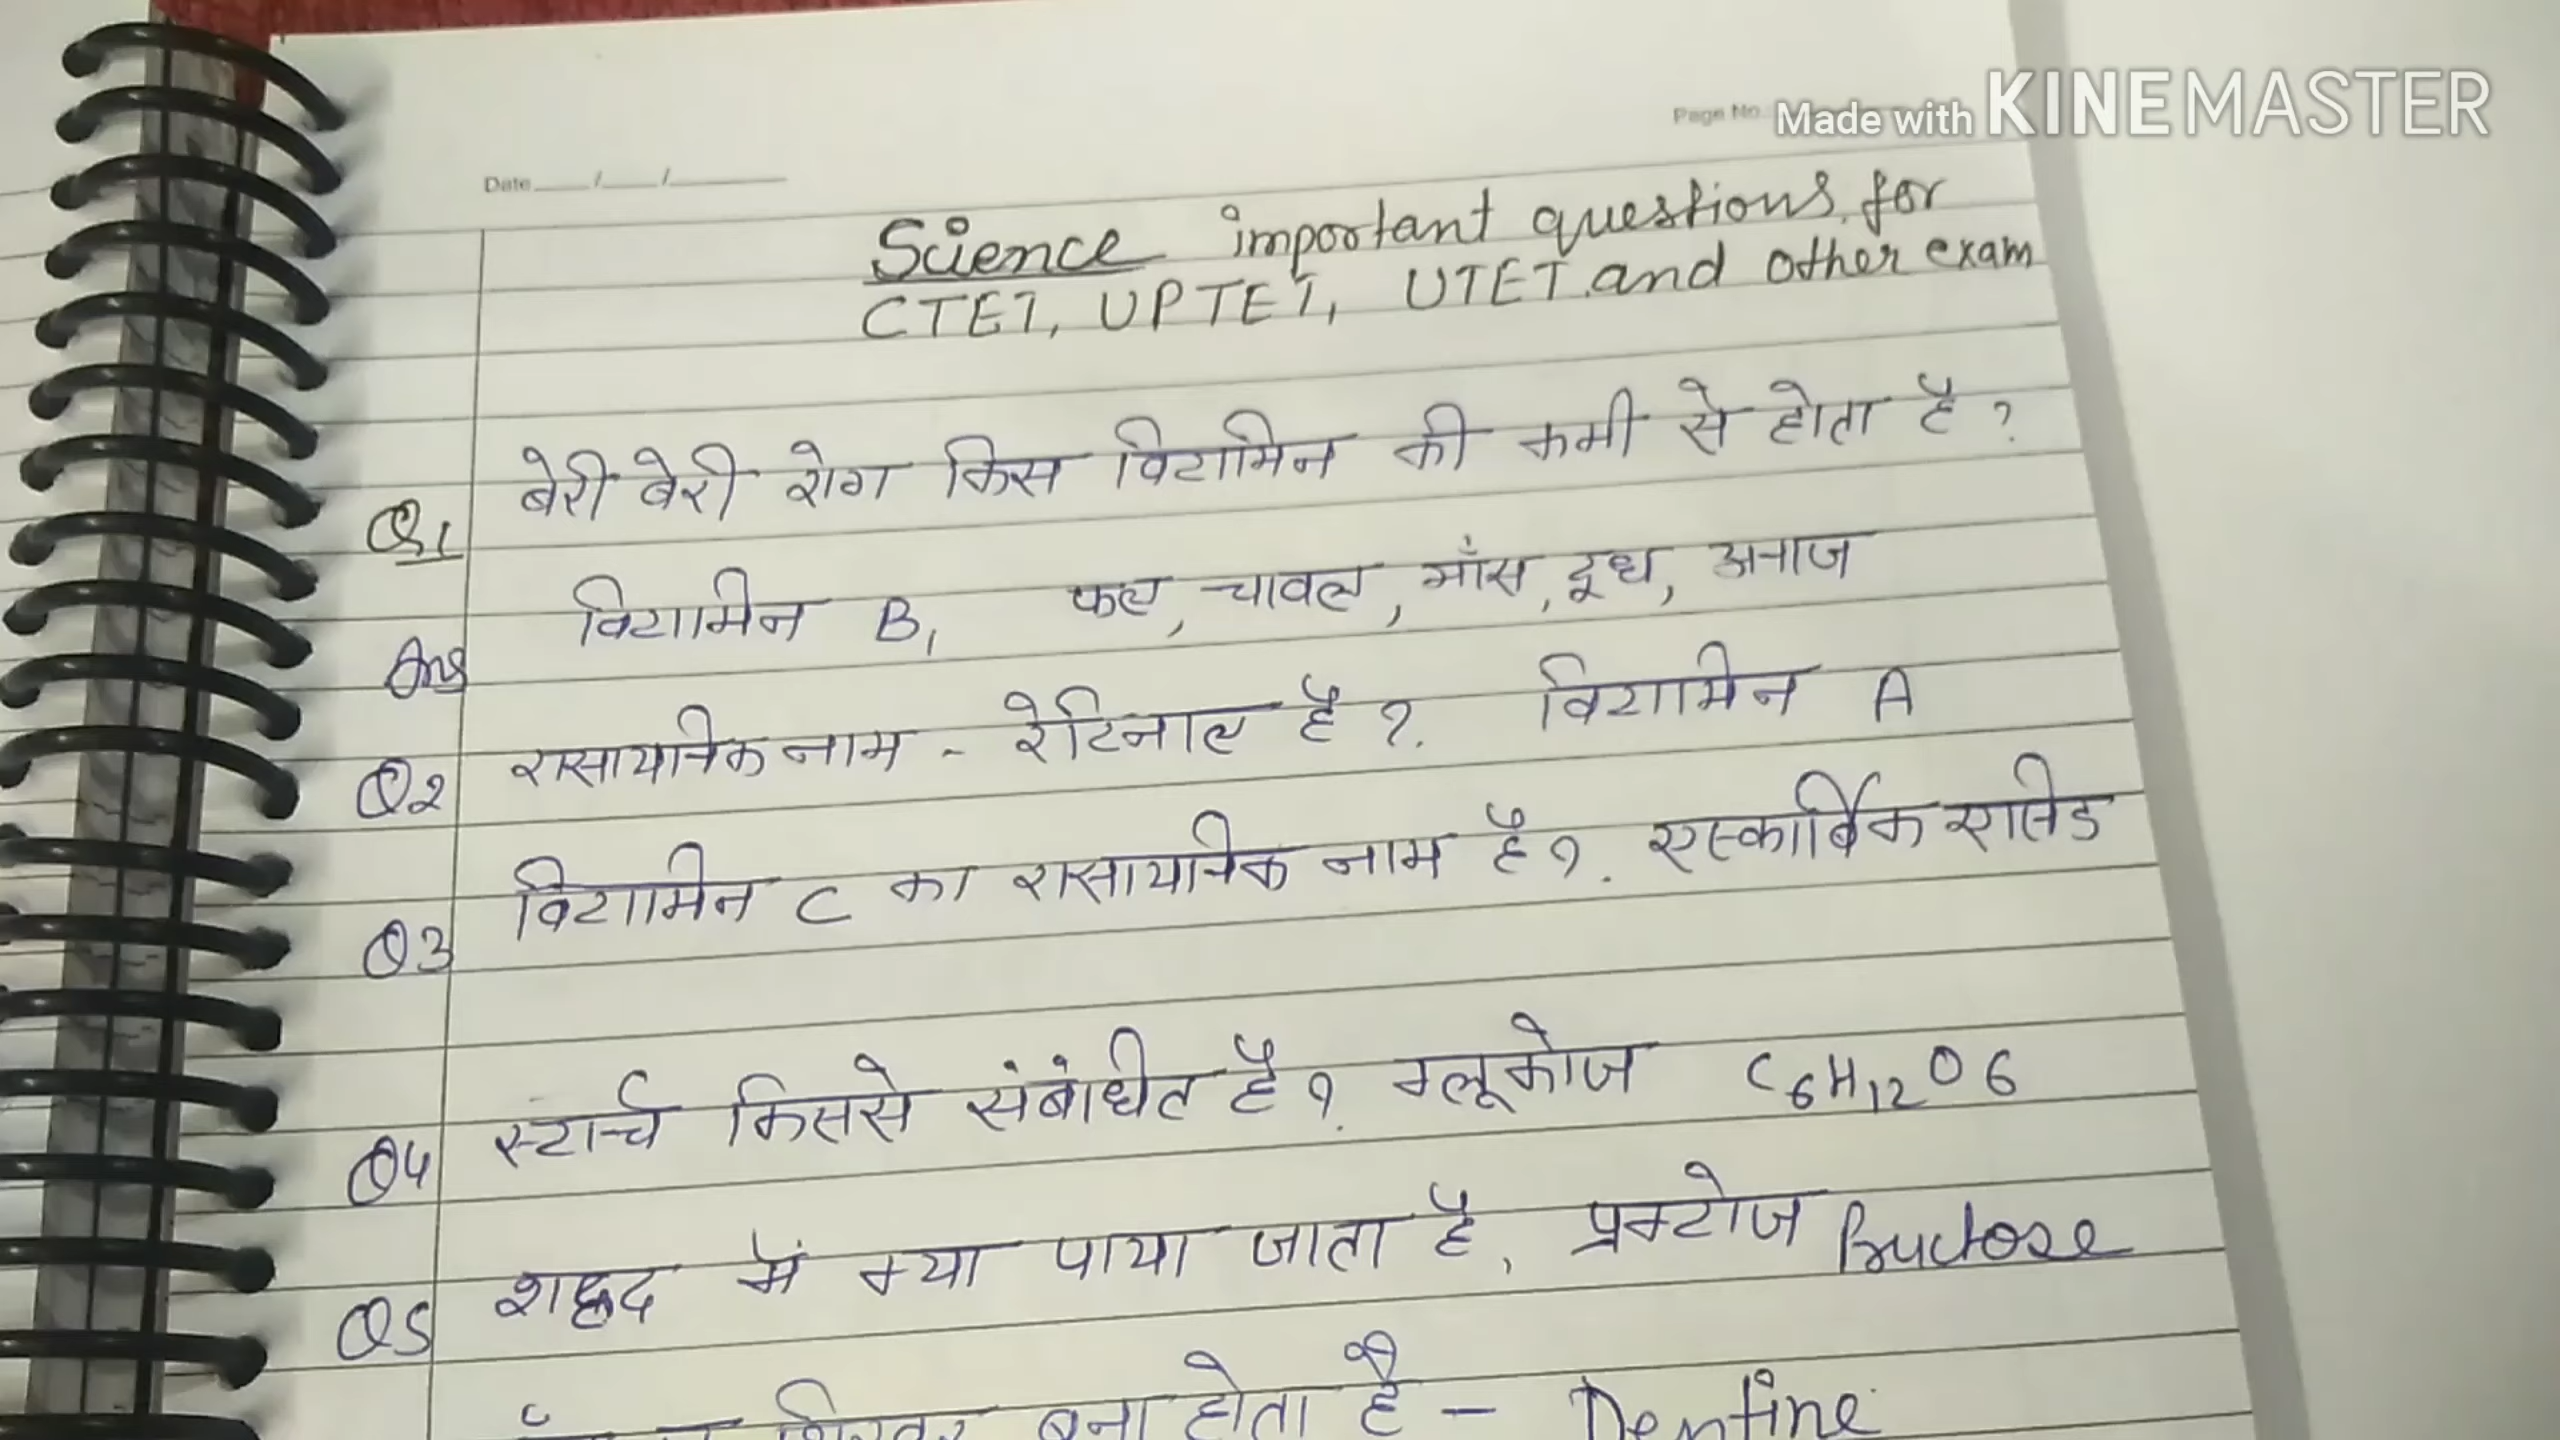 Made with KINEMASTER
Page No.
Date
Science important questions for
CTET, UPTET, UTET and other exam
Q1 बेरी बेरी रोग किस विटामिन की कमी से होता है ?
Ans विटामिन B1 फल, चावल, माँस, दूध, अनाज
Q2 रासायनिक नाम - रेटिनाल है ? विटामिन A
Q3 विटामिन C का रासायनिक नाम है ? एस्कार्बिक एसिड
Q4 स्टार्च किससे संबंधित है ? ग्लूकोज C6H12O6
Q5 शहद में क्या पाया जाता है, फ्रक्टोज fructose
बना होता है - Dentine